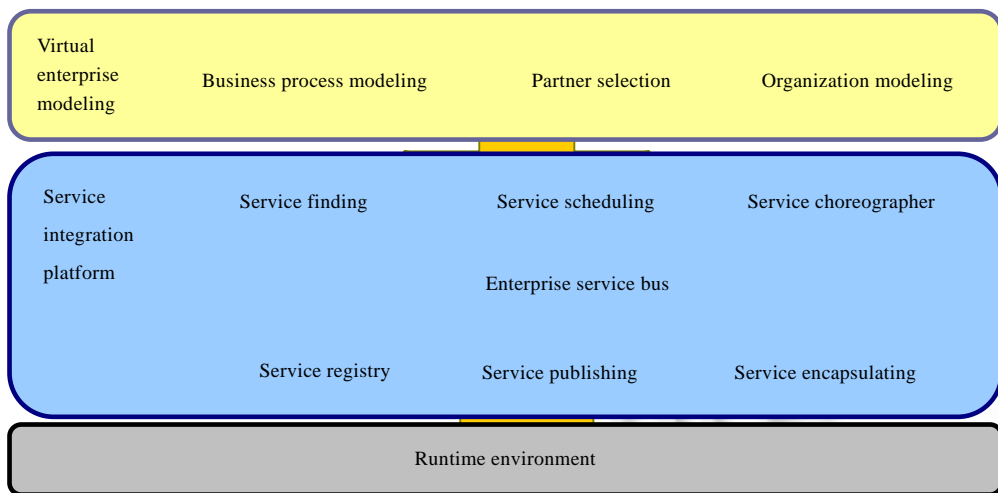 Virtual
enterprise
modeling
Business process modeling
Partner selection
Organization modeling
Service
integration
platform
Service finding
Service scheduling
Service choreographer
Enterprise service bus
Service registry
Service publishing
Service encapsulating
Runtime environment